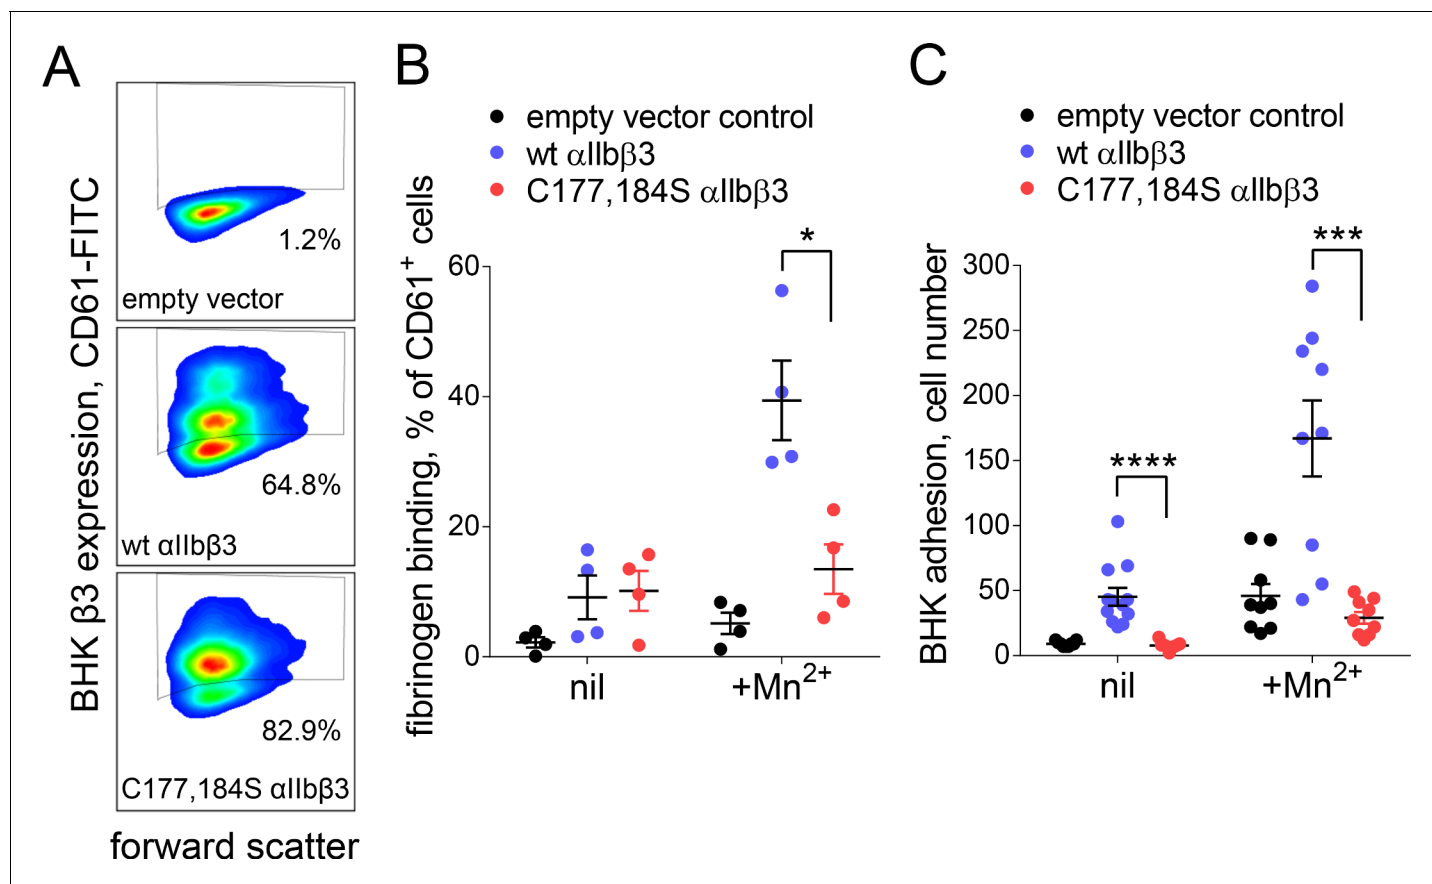 A
BHK β3 expression, CD61-FITC
1.2%
empty vector
64.8%
wt αIIbβ3
82.9%
C177,184S αIIbβ3
forward scatter
B
empty vector control
wt αIIbβ3
C177,184S αIIbβ3
fibrinogen binding, % of CD61⁺ cells
60
40
20
0
*
nil
+Mn²⁺
C
empty vector control
wt αIIbβ3
C177,184S αIIbβ3
BHK adhesion, cell number
300
250
200
150
100
50
0
****
***
nil
+Mn²⁺